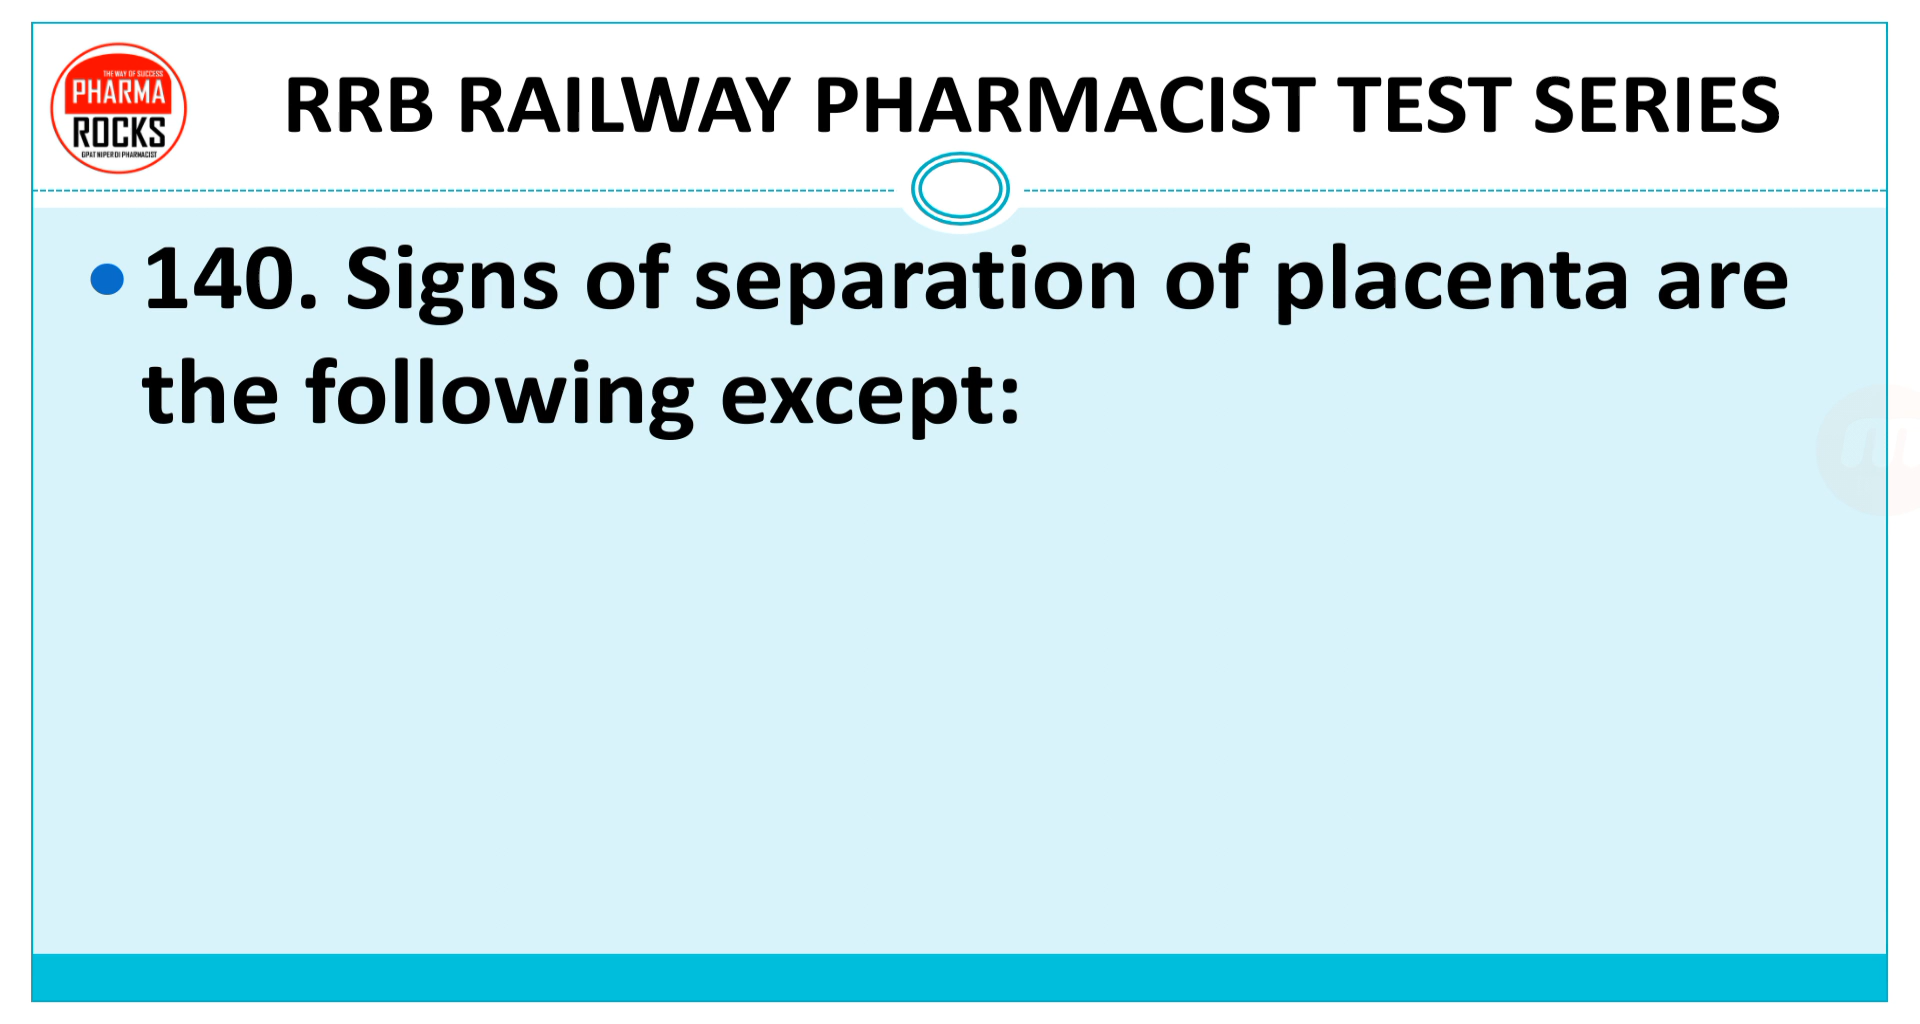 THE WAY OF SUCCESS
PHARMA
ROCKS
GPAT NIPER DI PHARMACIST
RRB RAILWAY PHARMACIST TEST SERIES
140. Signs of separation of placenta are
the following except: